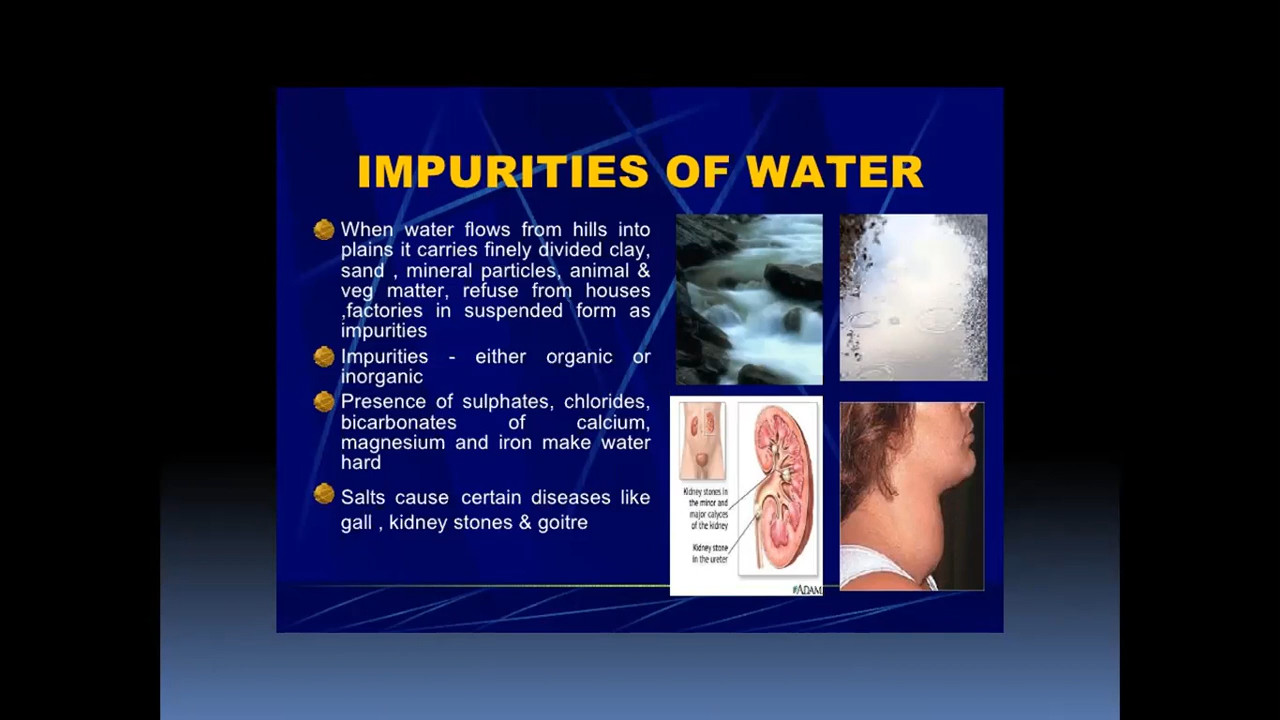 IMPURITIES OF WATER
When water flows from hills into
plains it carries finely divided clay,
sand , mineral particles, animal &
veg matter, refuse from houses
,factories in suspended form as
impurities
Impurities - either organic or
inorganic
Presence of sulphates, chlorides,
bicarbonates of calcium,
magnesium and iron make water
hard
Salts cause certain diseases like
gall , kidney stones & goitre
Kidney stones in
the minor and
major calyces
of the kidney
Kidney stone
in the ureter
ADAM